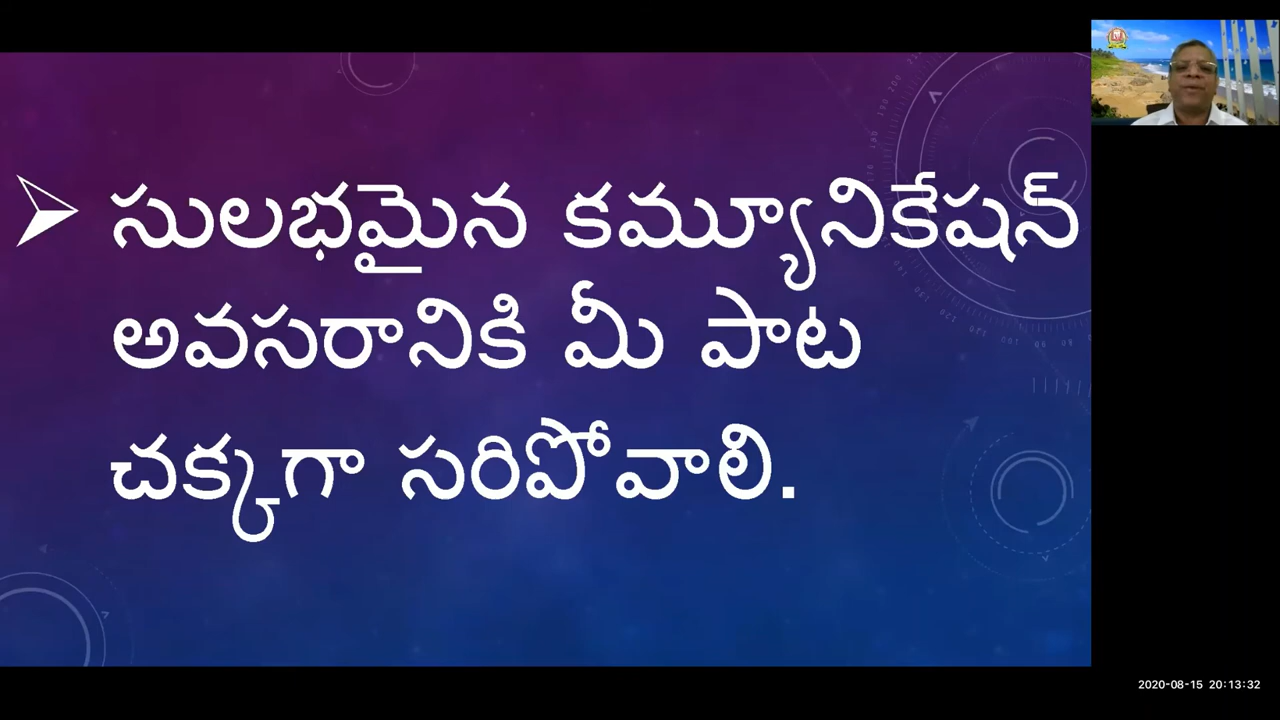 సులభమైన కమ్యూనికేషన్
అవసరానికి మీ పాట
చక్కగా సరిపోవాలి.
2020-08-15 20:13:32